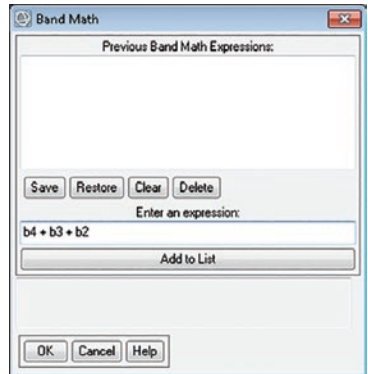 Band Math
Previous Band Math Expressions:
Save Restore Clear Delete
Enter an expression:
b4 + b3 + b2
Add to List
OK Cancel Help